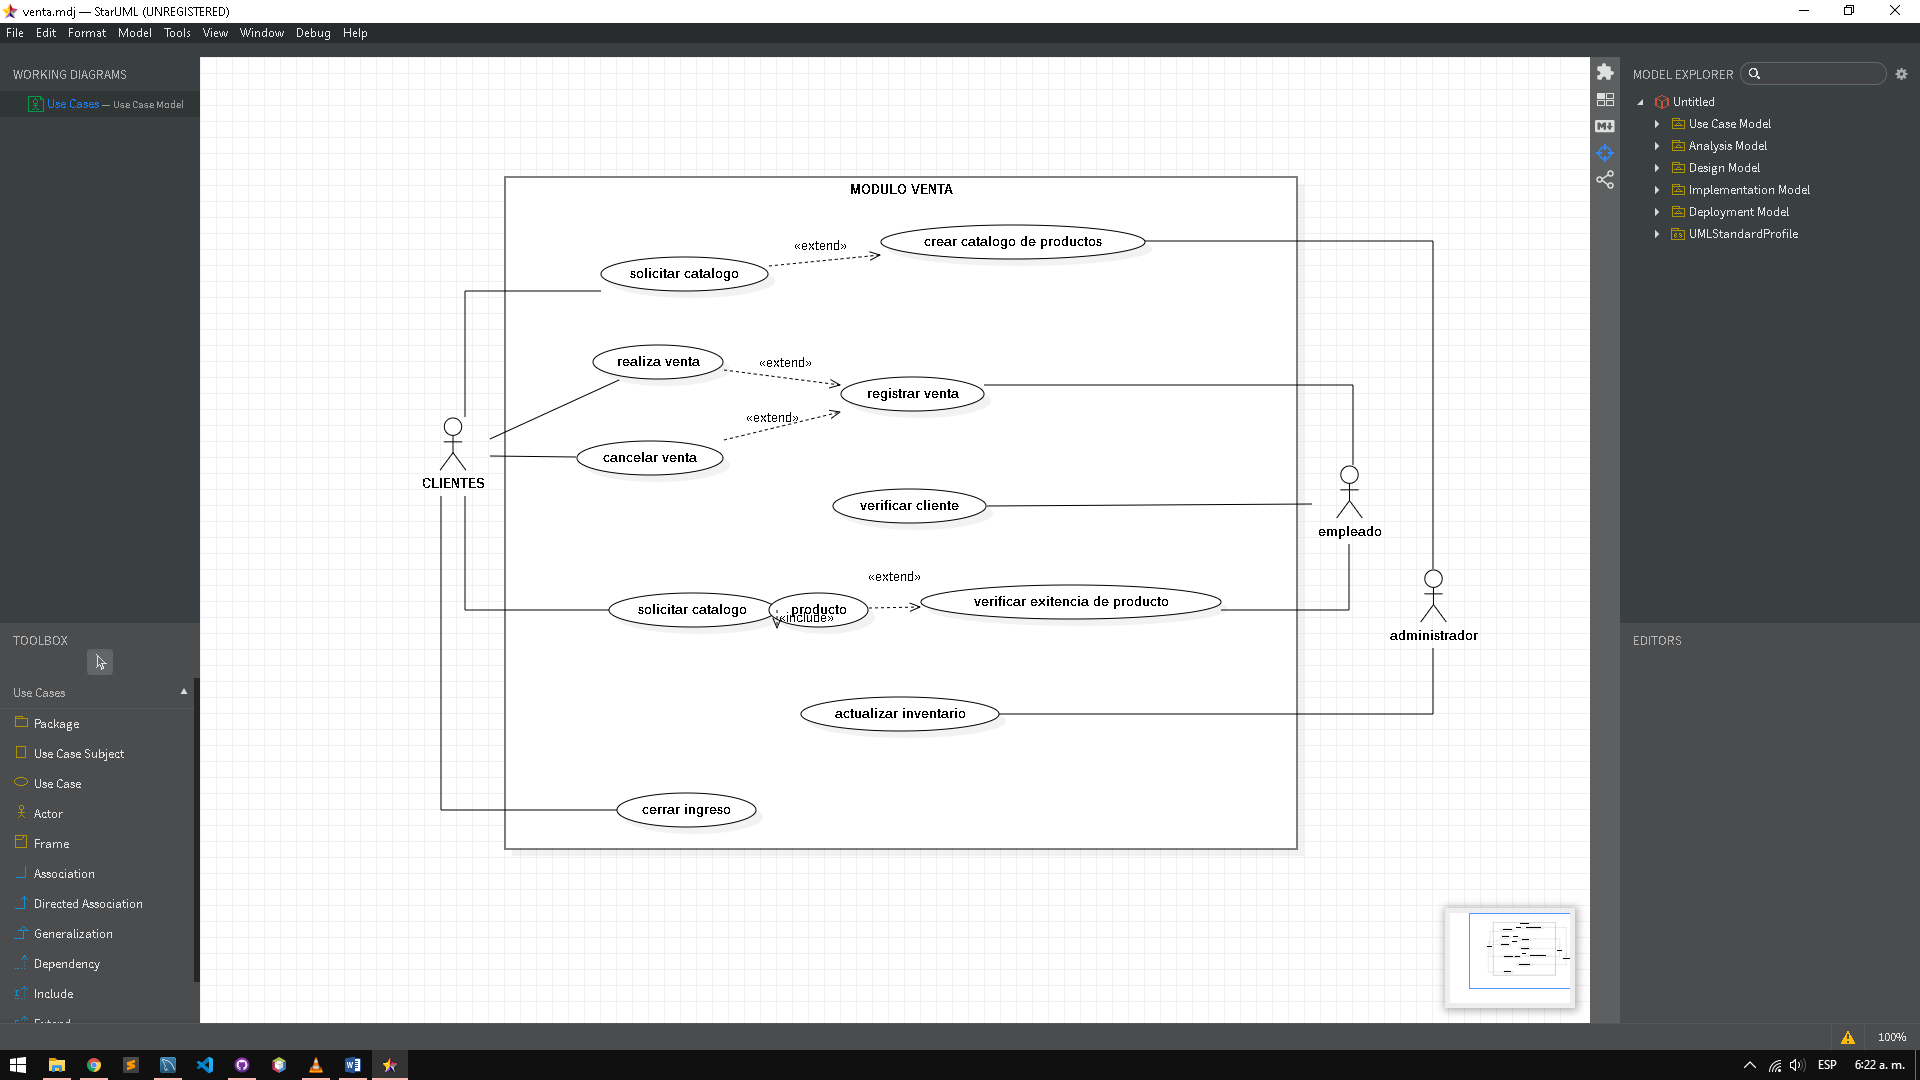 venta.mdj — StarUML (UNREGISTERED)
File Edit Format Model Tools View Window Debug Help
WORKING DIAGRAMS
Use Cases — Use Case Model
MODEL EXPLORER
Untitled
Use Case Model
Analysis Model
Design Model
Implementation Model
Deployment Model
UMLStandardProfile
MODULO VENTA
«extend»
crear catalogo de productos
solicitar catalogo
realiza venta
«extend»
registrar venta
«extend»
cancelar venta
CLIENTES
verificar cliente
empleado
«extend»
solicitar catalogo
producto
«include»
verificar exitencia de producto
administrador
actualizar inventario
cerrar ingreso
TOOLBOX
Use Cases
Package
Use Case Subject
Use Case
Actor
Frame
Association
Directed Association
Generalization
Dependency
Include
Extend
EDITORS
100%
ESP
6:22 a. m.